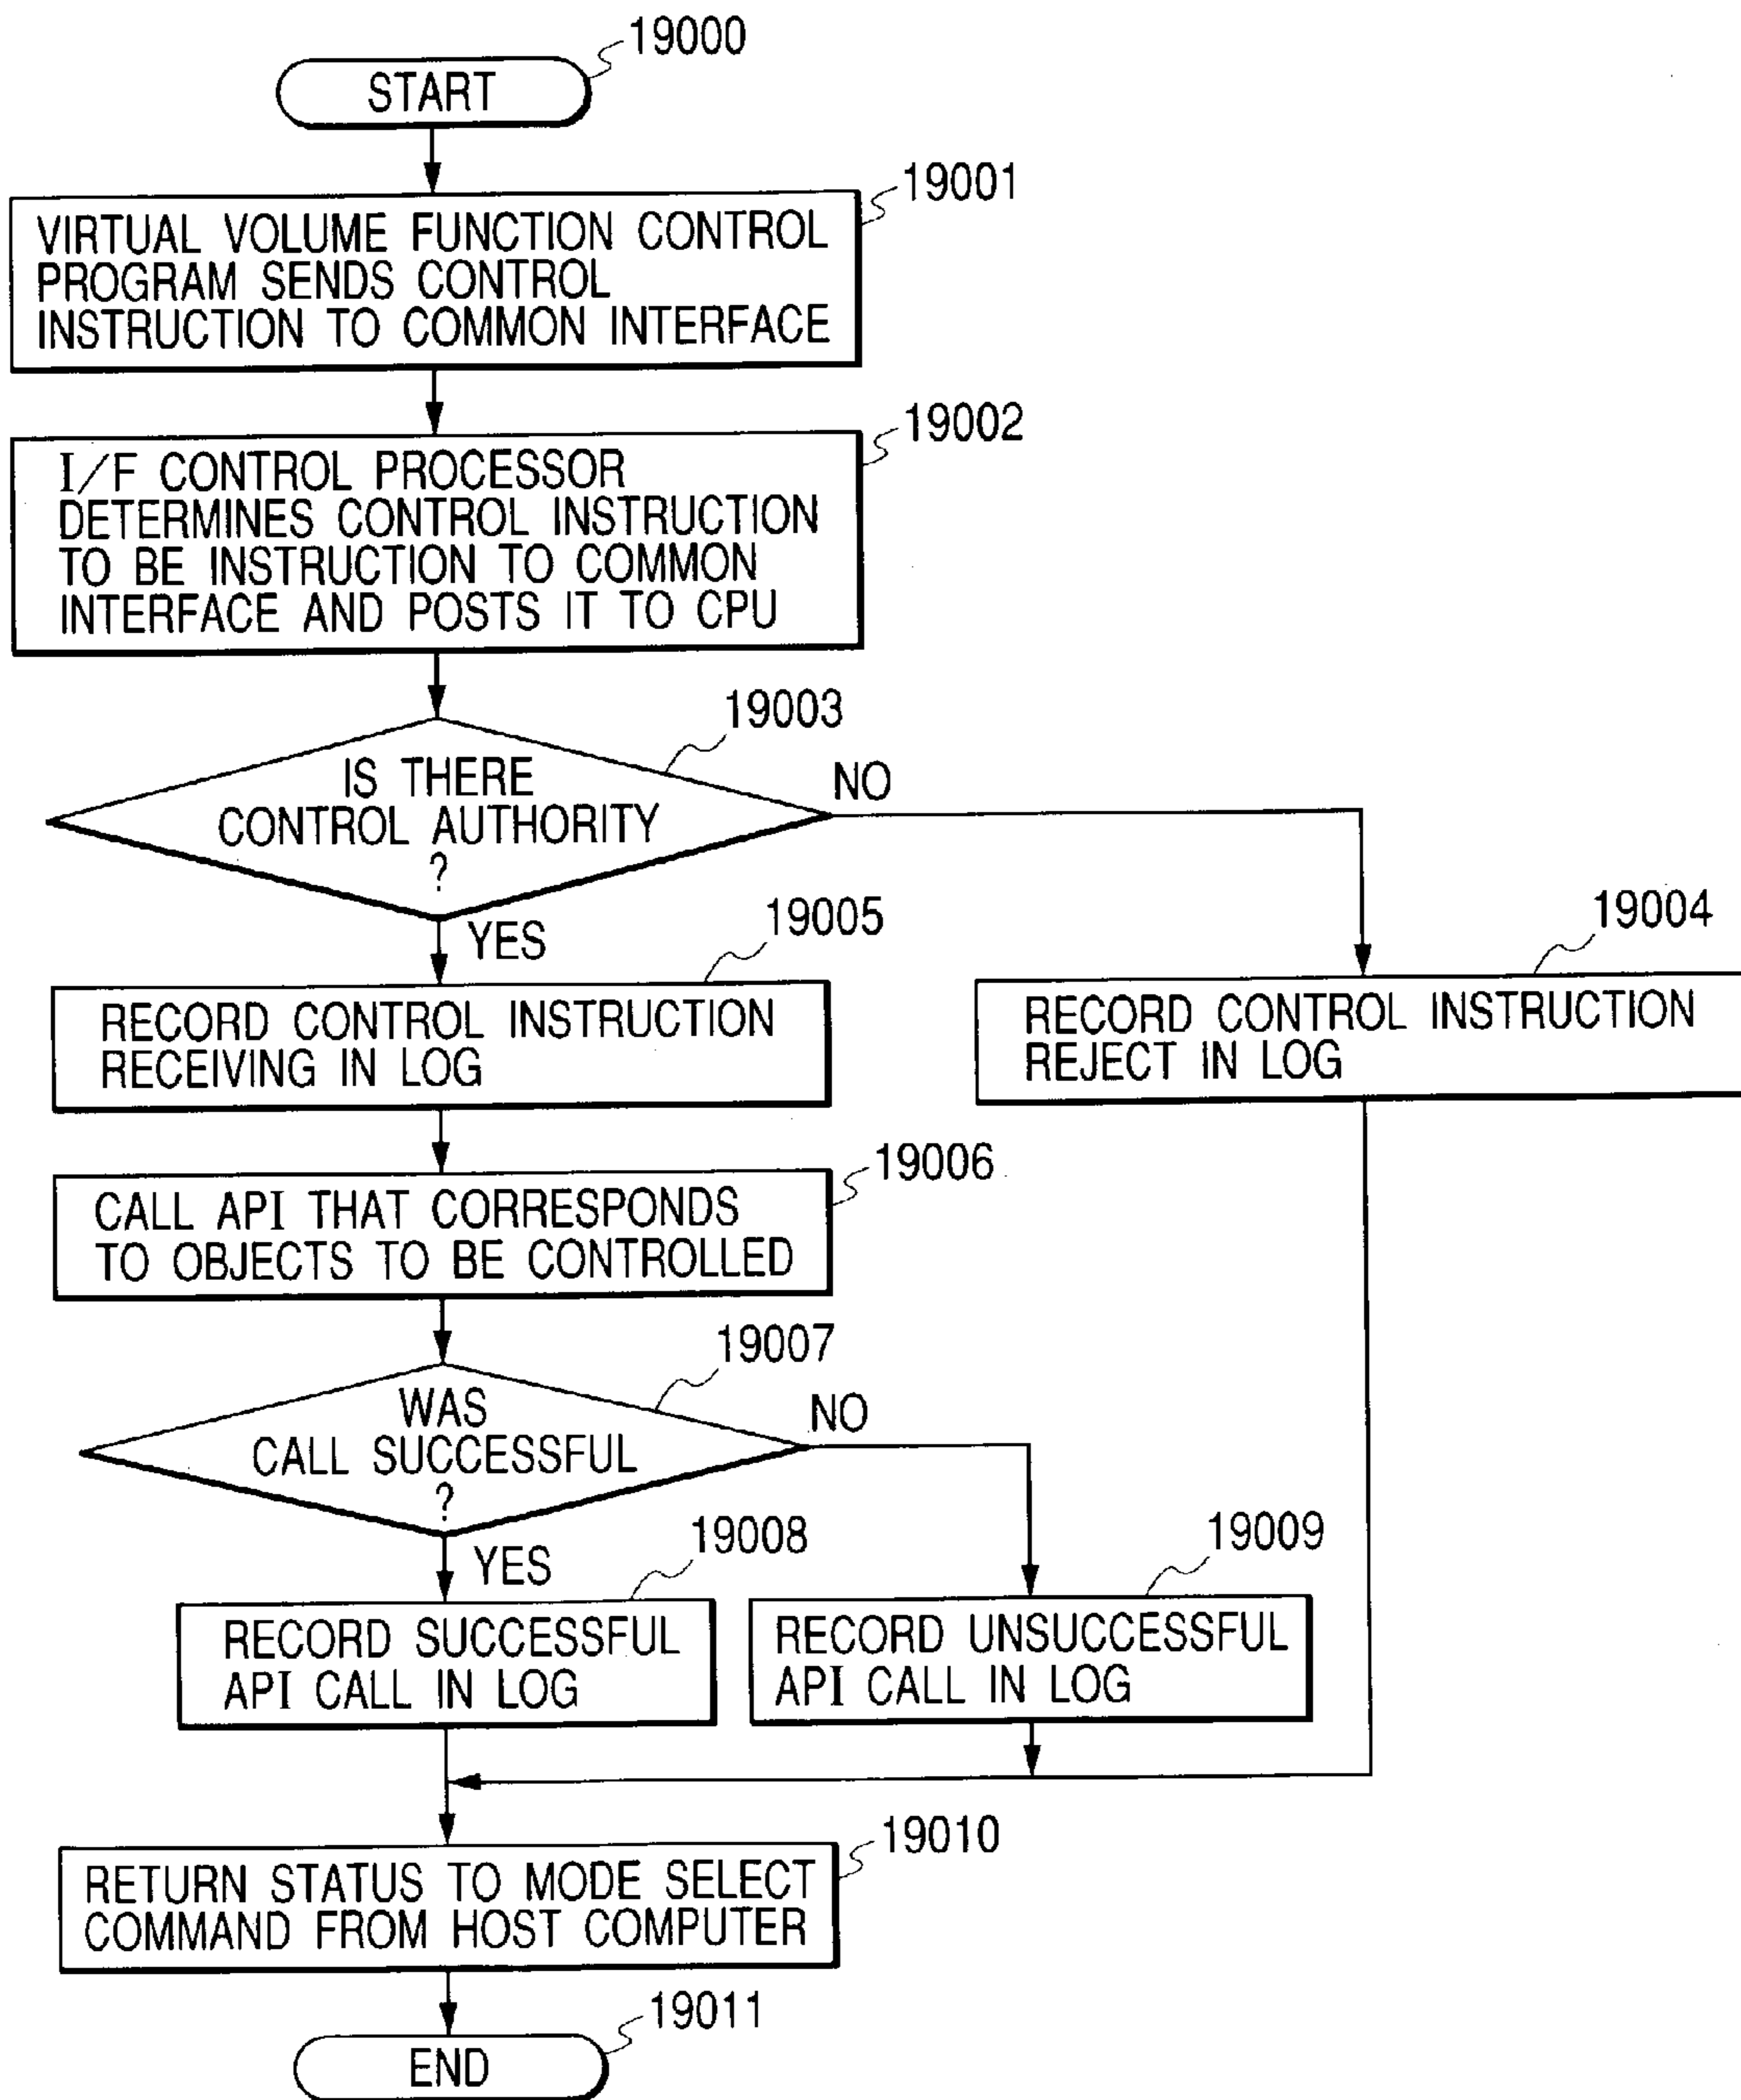 19000
START
19001
VIRTUAL VOLUME FUNCTION CONTROL
PROGRAM SENDS CONTROL
INSTRUCTION TO COMMON INTERFACE
19002
I/F CONTROL PROCESSOR
DETERMINES CONTROL INSTRUCTION
TO BE INSTRUCTION TO COMMON
INTERFACE AND POSTS IT TO CPU
19003
IS THERE
CONTROL AUTHORITY
?
NO
YES
19005
RECORD CONTROL INSTRUCTION
RECEIVING IN LOG
19004
RECORD CONTROL INSTRUCTION
REJECT IN LOG
19006
CALL API THAT CORRESPONDS
TO OBJECTS TO BE CONTROLLED
19007
WAS
CALL SUCCESSFUL
?
NO
YES
19008
RECORD SUCCESSFUL
API CALL IN LOG
19009
RECORD UNSUCCESSFUL
API CALL IN LOG
19010
RETURN STATUS TO MODE SELECT
COMMAND FROM HOST COMPUTER
19011
END